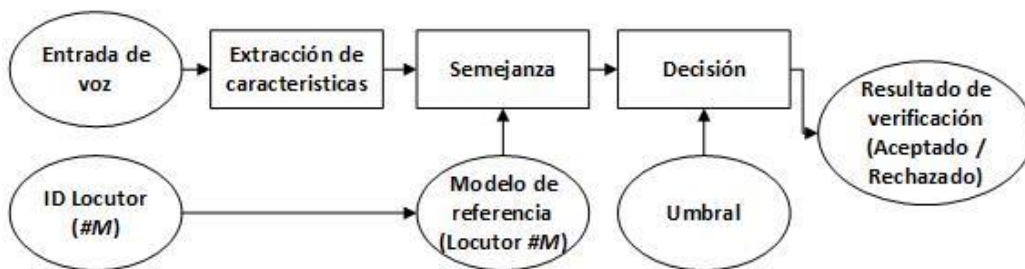 Entrada de
voz
Extracción de
caracteristicas
Semejanza
Decisión
Resultado de
verificación
(Aceptado /
Rechazado)
ID Locutor
(#M)
Modelo de
referencia
(Locutor #M)
Umbral